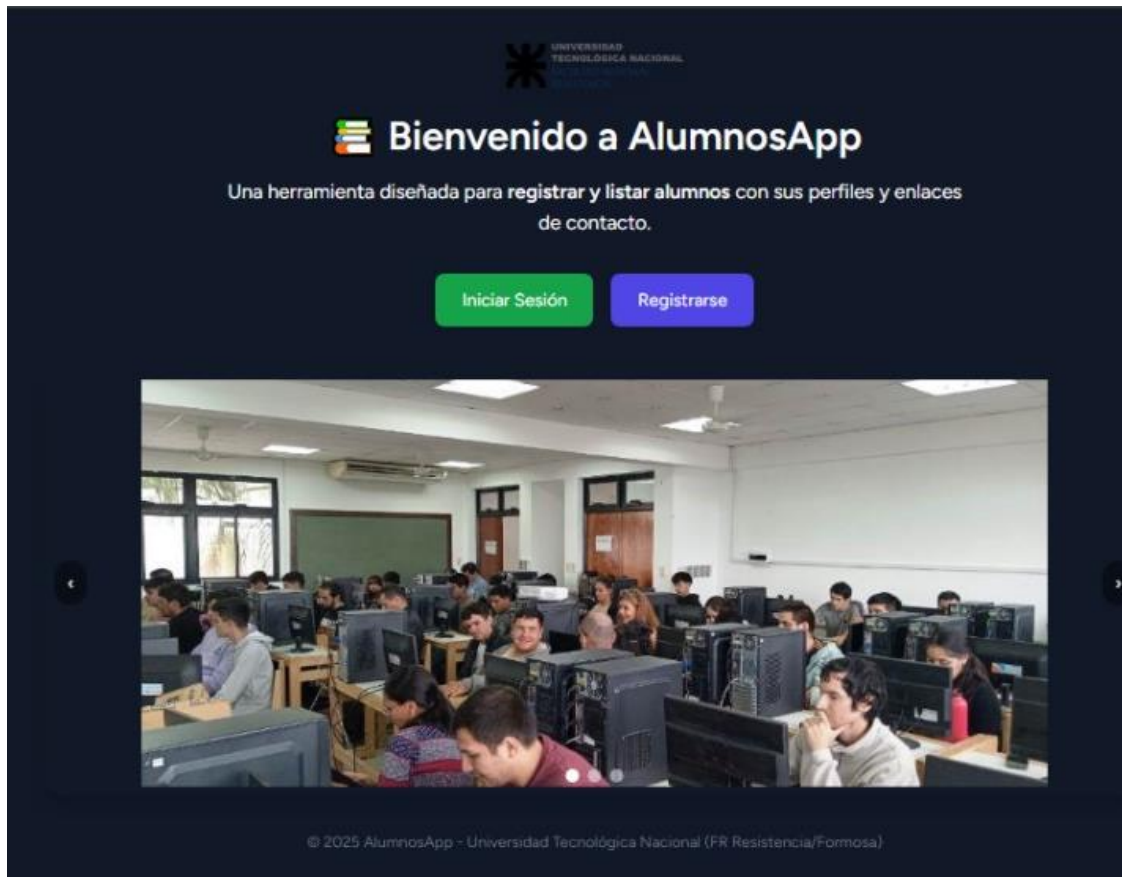 UNIVERSIDAD
TECNOLÓGICA NACIONAL
Bienvenido a AlumnosApp
Una herramienta diseñada para registrar y listar alumnos con sus perfiles y enlaces
de contacto.
Iniciar Sesión
Registrarse
‹
›
© 2025 AlumnosApp - Universidad Tecnológica Nacional (FR Resistencia/Formosa)